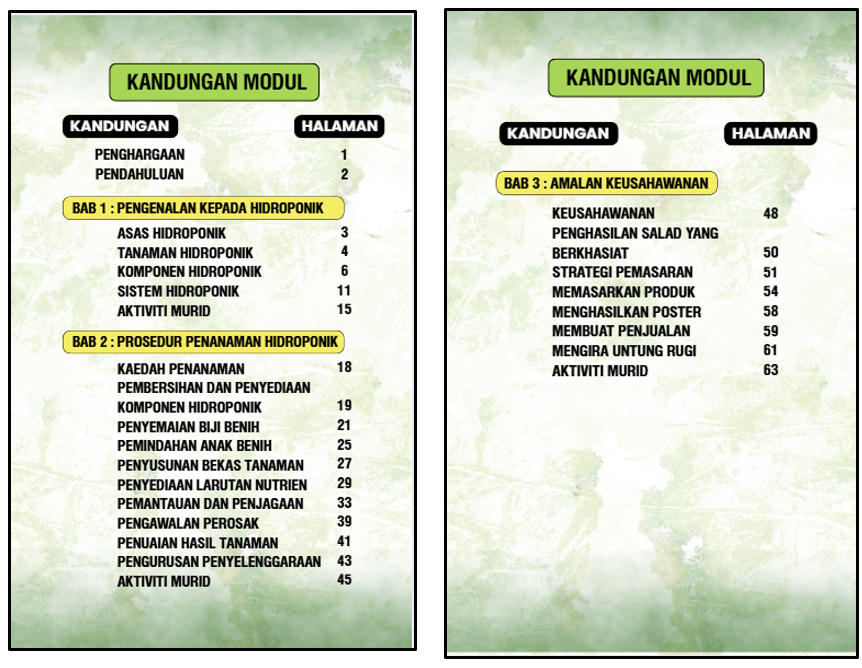 KANDUNGAN MODUL
KANDUNGAN HALAMAN
PENGHARGAAN 1
PENDAHULUAN 2
BAB 1 : PENGENALAN KEPADA HIDROPONIK
ASAS HIDROPONIK 3
TANAMAN HIDROPONIK 4
KOMPONEN HIDROPONIK 6
SISTEM HIDROPONIK 11
AKTIVITI MURID 15
BAB 2 : PROSEDUR PENANAMAN HIDROPONIK
KAEDAH PENANAMAN 18
PEMBERSIHAN DAN PENYEDIAAN
KOMPONEN HIDROPONIK 19
PENYEMAIAN BIJI BENIH 21
PEMINDAHAN ANAK BENIH 25
PENYUSUNAN BEKAS TANAMAN 27
PENYEDIAAN LARUTAN NUTRIEN 29
PEMANTAUAN DAN PENJAGAAN 33
PENGAWALAN PEROSAK 39
PENUAIAN HASIL TANAMAN 41
PENGURUSAN PENYELENGGARAAN 43
AKTIVITI MURID 45
KANDUNGAN MODUL
KANDUNGAN HALAMAN
BAB 3 : AMALAN KEUSAHAWANAN
KEUSAHAWANAN 48
PENGHASILAN SALAD YANG
BERKHASIAT 50
STRATEGI PEMASARAN 51
MEMASARKAN PRODUK 54
MENGHASILKAN POSTER 58
MEMBUAT PENJUALAN 59
MENGIRA UNTUNG RUGI 61
AKTIVITI MURID 63